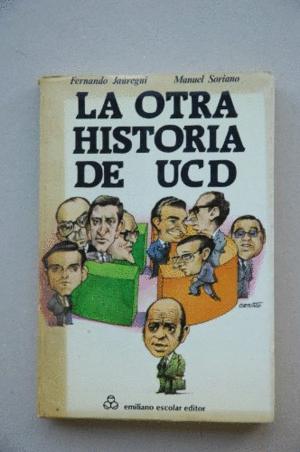 Fernando Jáuregui Manuel Soriano
LA OTRA
HISTORIA
DE UCD
emiliano escolar editor